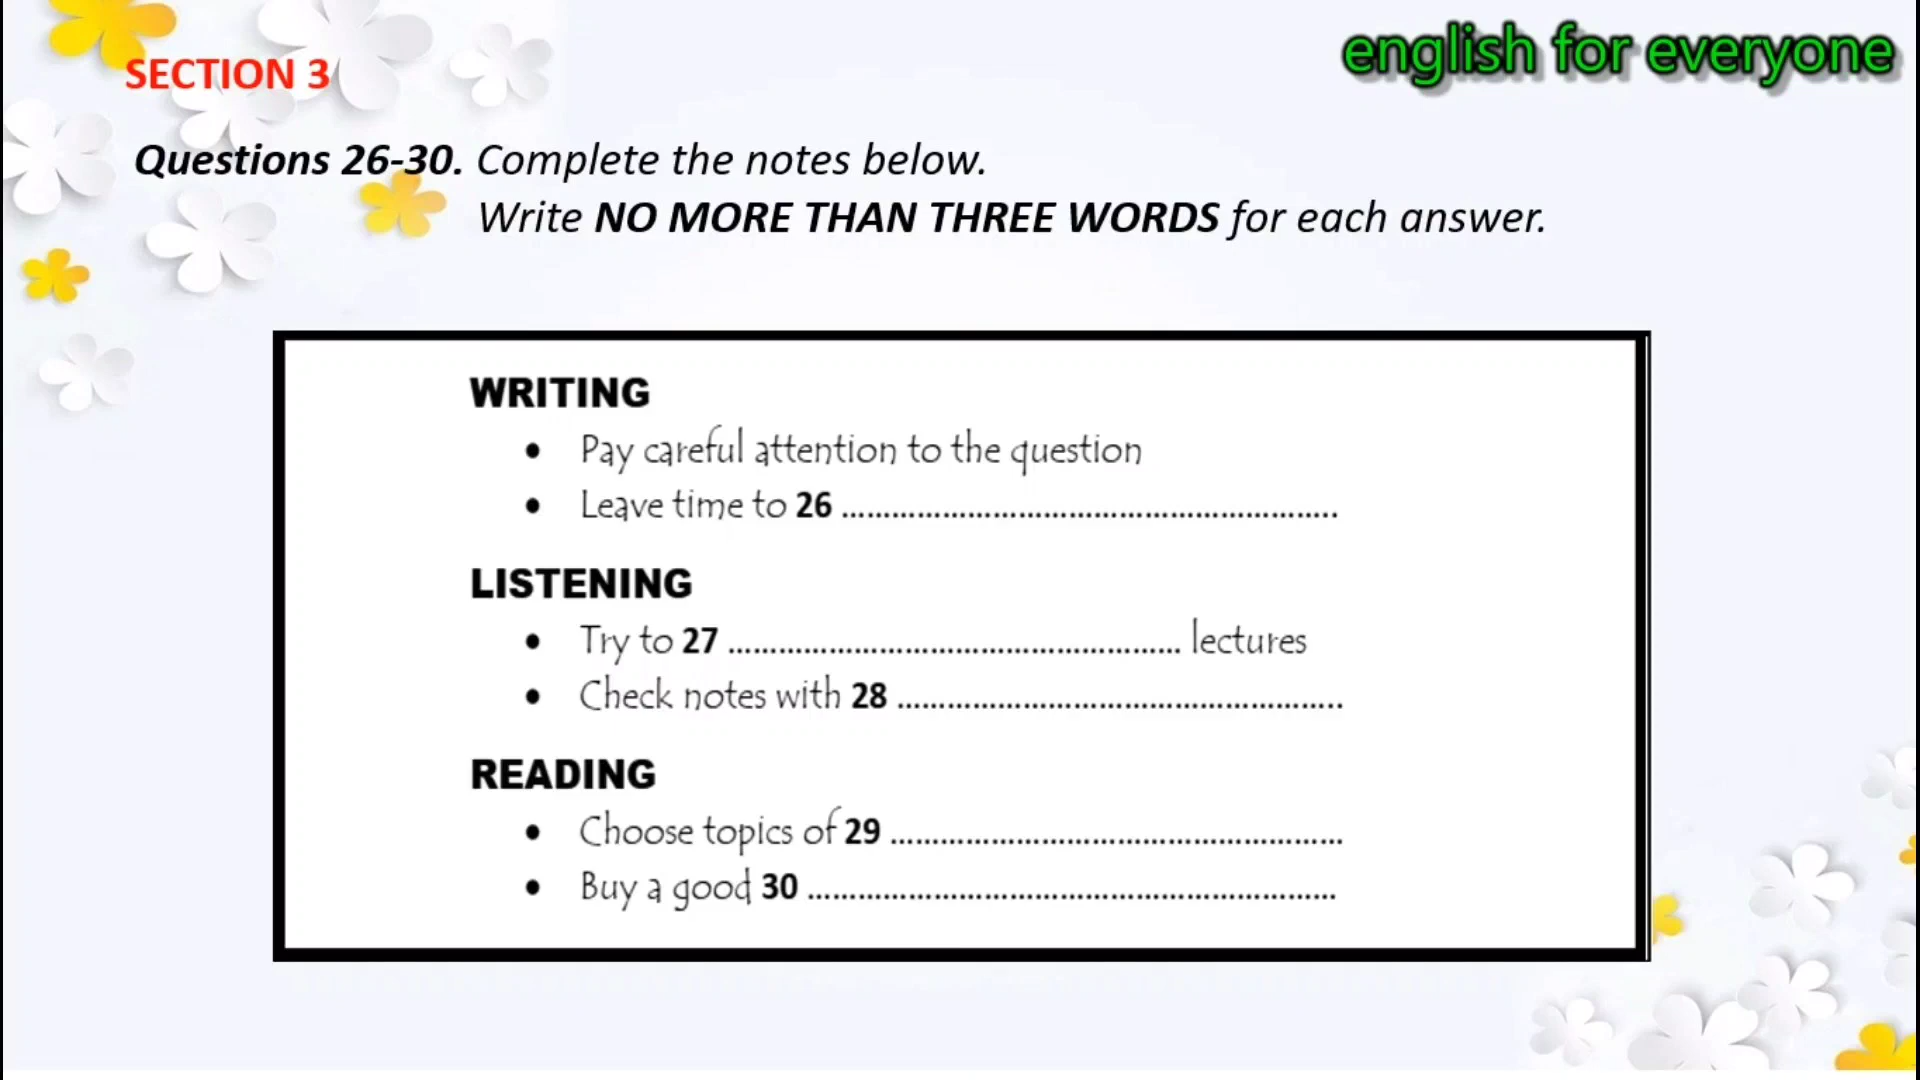 english for everyone
SECTION 3
Questions 26-30. Complete the notes below.
Write NO MORE THAN THREE WORDS for each answer.
WRITING
• Pay careful attention to the question
• Leave time to 26 ..........................................................
LISTENING
• Try to 27 ...................................................... lectures
• Check notes with 28 .....................................................
READING
• Choose topics of 29 ......................................................
• Buy a good 30 ...............................................................